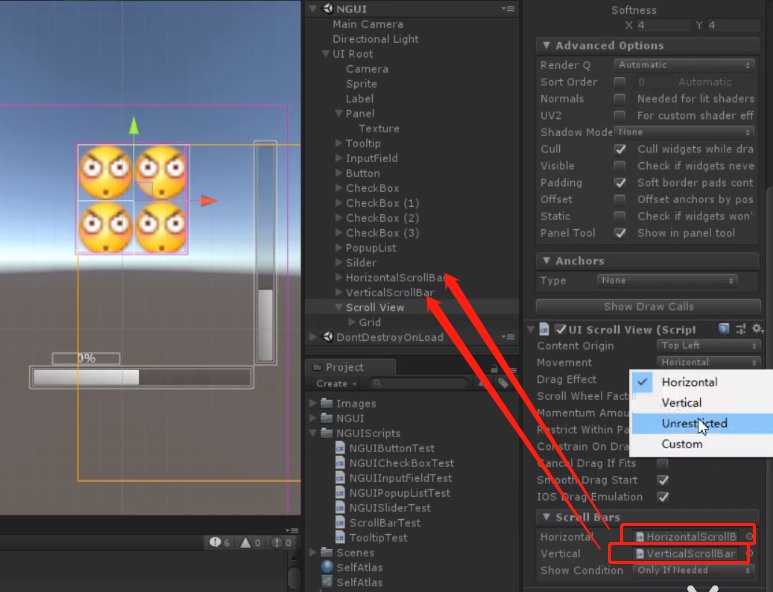 0%
NGUI
Main Camera
Directional Light
UI Root
Camera
Sprite
Label
Panel
Texture
Tooltip
InputField
Button
CheckBox
CheckBox (1)
CheckBox (2)
CheckBox (3)
PopupList
Silder
HorizontalScrollBar
VerticalScrollBar
Scroll View
Grid
DontDestroyOnLoad
Project
Create
Images
NGUI
NGUIScripts
NGUIButtonTest
NGUICheckBoxTest
NGUIInputFieldTest
NGUIPopupListTest
NGUISliderTest
ScrollBarTest
TooltipTest
Scenes
SelfAtlas
SelfAtlas
6 0 0
Softness
X 4 Y 4
Advanced Options
Render Q Automatic
Sort Order 0 Automatic
Normals Needed for lit shaders
UV2 For custom shader eff
Shadow Mode None
Cull Cull widgets while dra
Visible Check if widgets neve
Padding Soft border pads cont
Offset Offset anchors by pos
Static Check if widgets won'
Panel Tool Show in panel tool
Anchors
Type None
Show Draw Calls
UI Scroll View (Script
Content Origin Top Left
Movement Horizontal
Drag Effect
Scroll Wheel Facto
Momentum Amou
Restrict Within Pa
Constrain On Dra
Cancel Drag If Fits
Smooth Drag Start
IOS Drag Emulation
Horizontal
Vertical
Unrestricted
Custom
Scroll Bars
Horizontal HorizontalScrollB
Vertical VerticalScrollBar
Show Condition Only If Needed